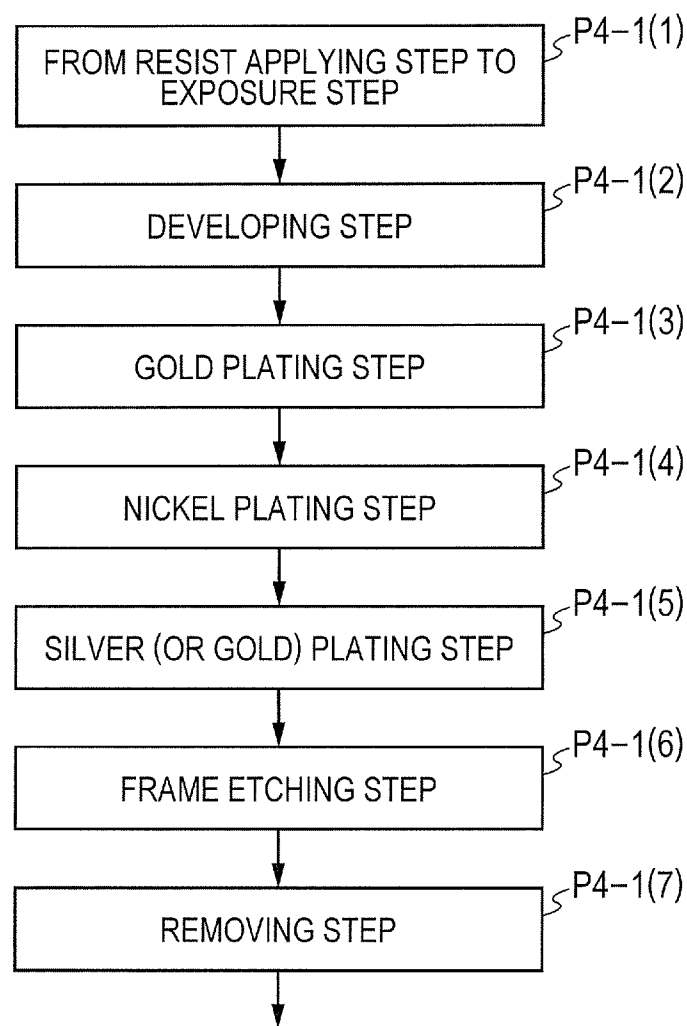 P4-1(1)
FROM RESIST APPLYING STEP TO
EXPOSURE STEP
P4-1(2)
DEVELOPING STEP
P4-1(3)
GOLD PLATING STEP
P4-1(4)
NICKEL PLATING STEP
P4-1(5)
SILVER (OR GOLD) PLATING STEP
P4-1(6)
FRAME ETCHING STEP
P4-1(7)
REMOVING STEP